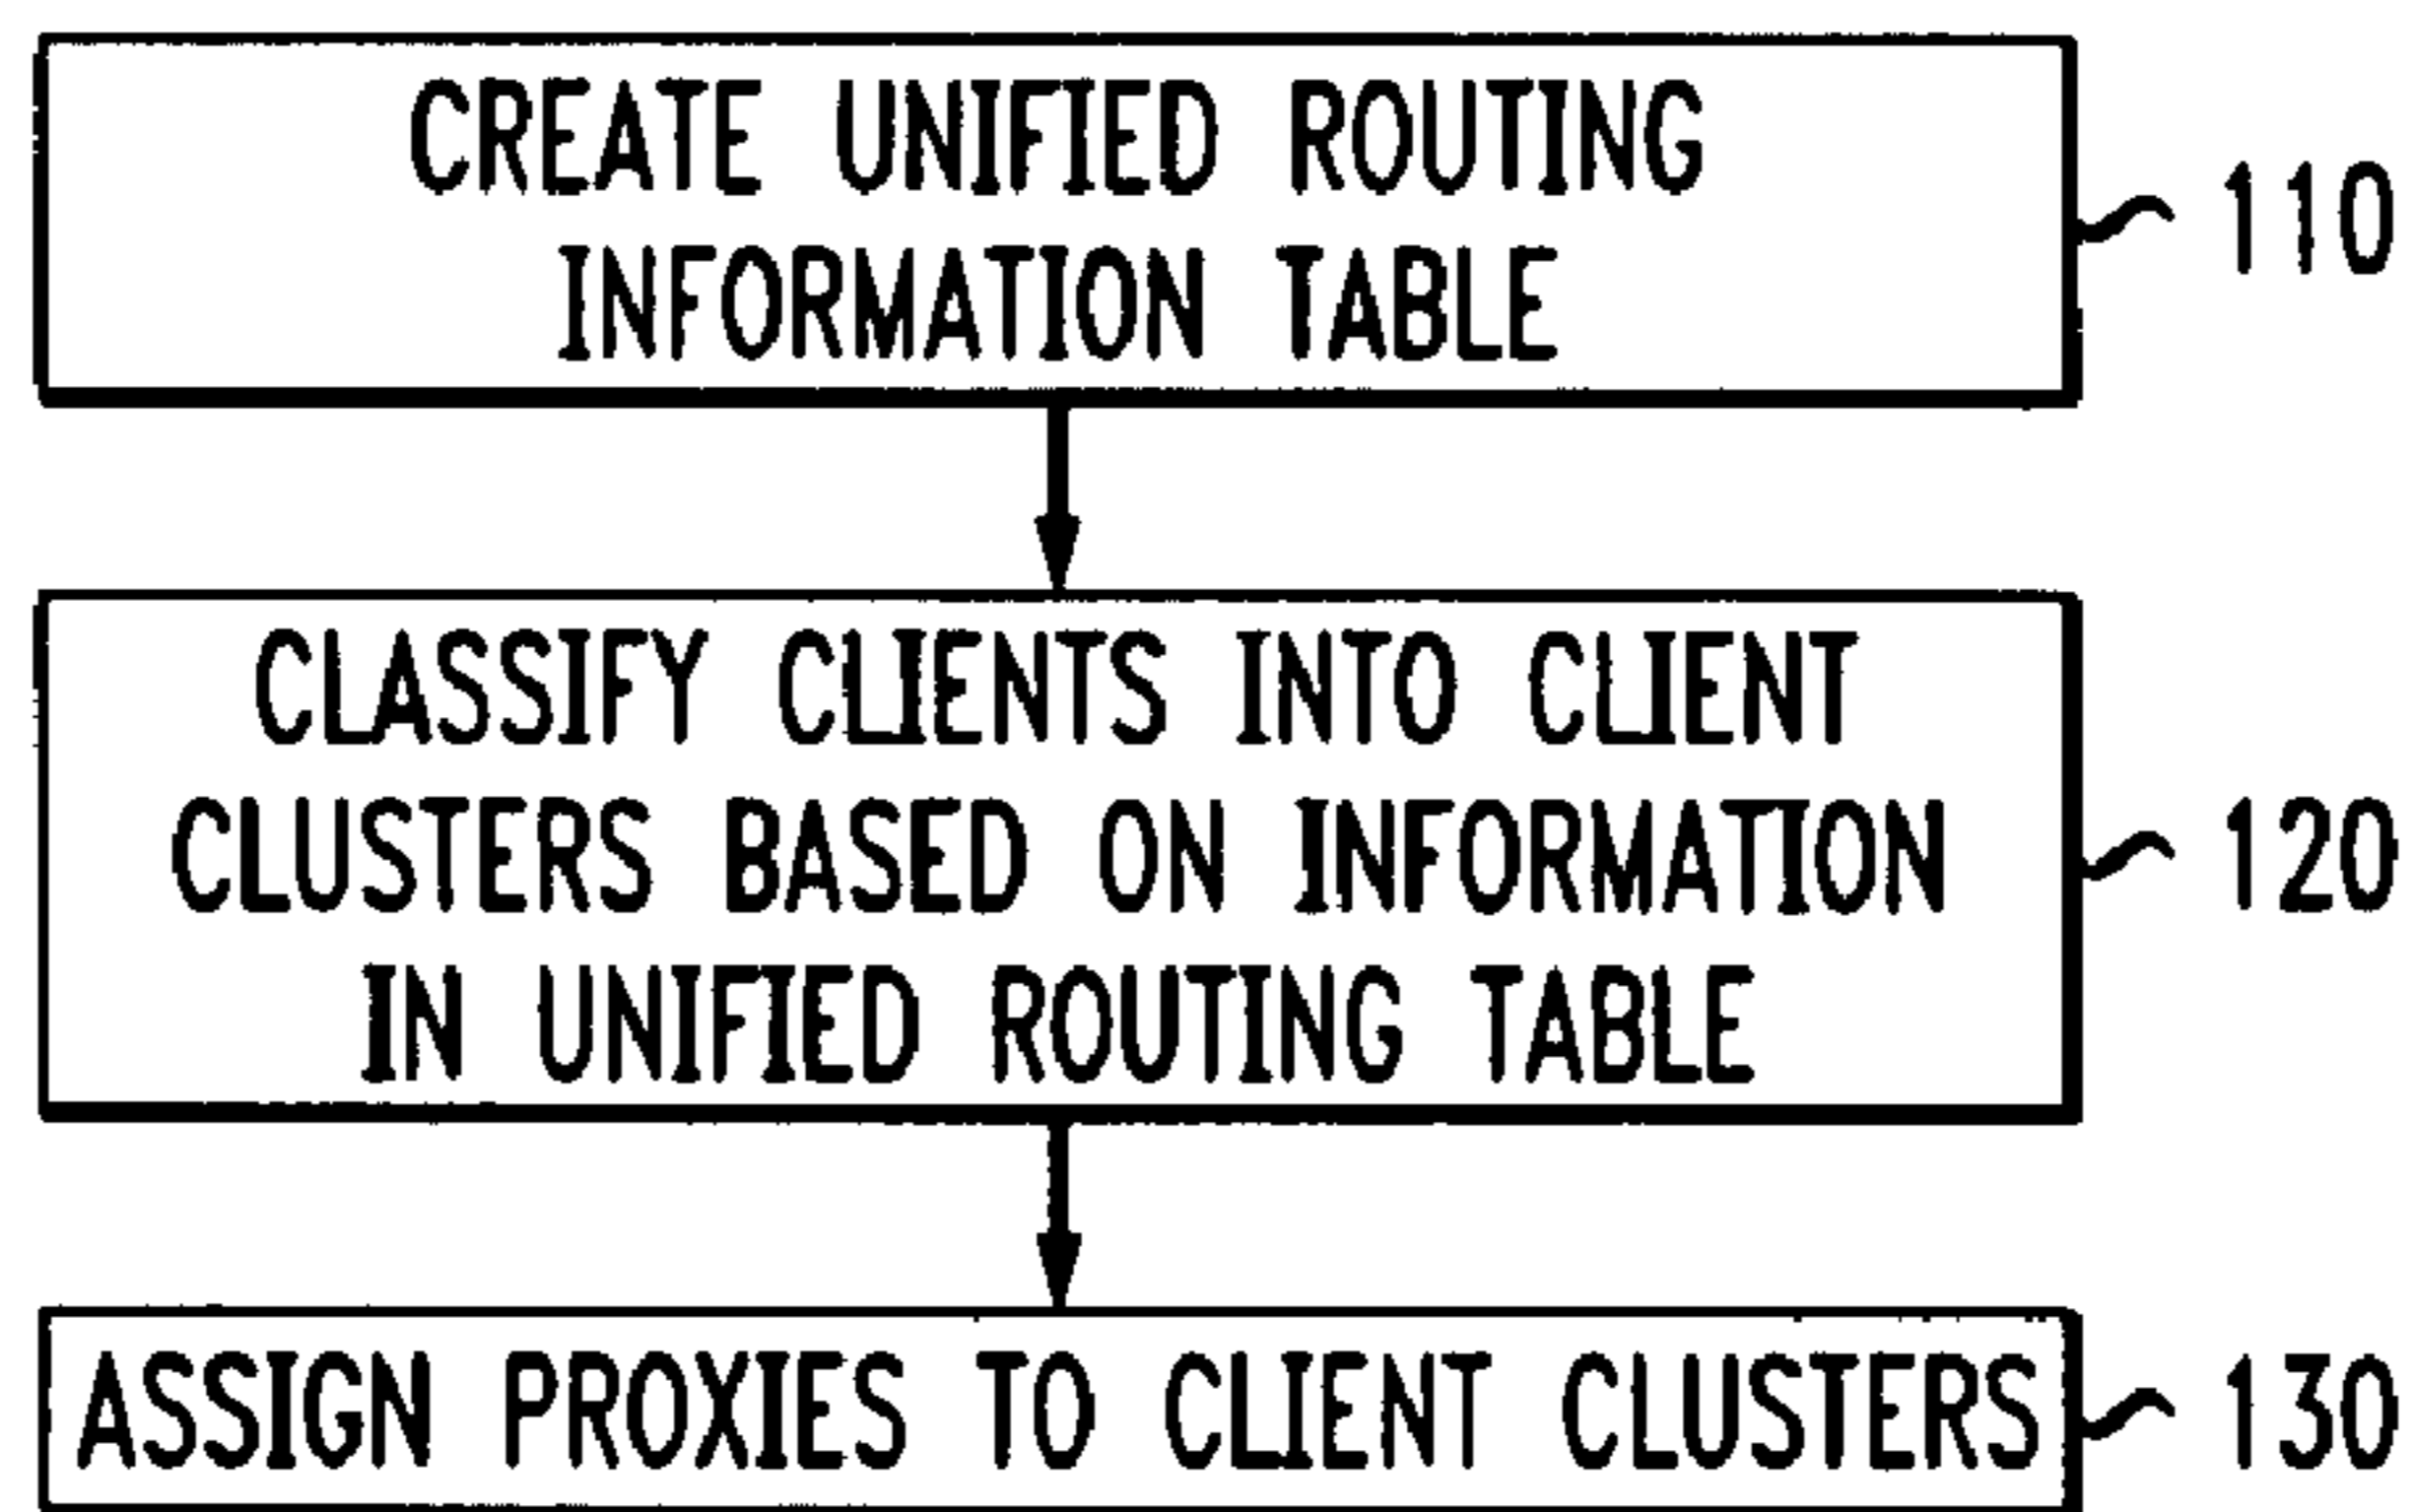 CREATE UNIFIED ROUTING
INFORMATION TABLE
110
CLASSIFY CLIENTS INTO CLIENT
CLUSTERS BASED ON INFORMATION
IN UNIFIED ROUTING TABLE
120
ASSIGN PROXIES TO CLIENT CLUSTERS
130